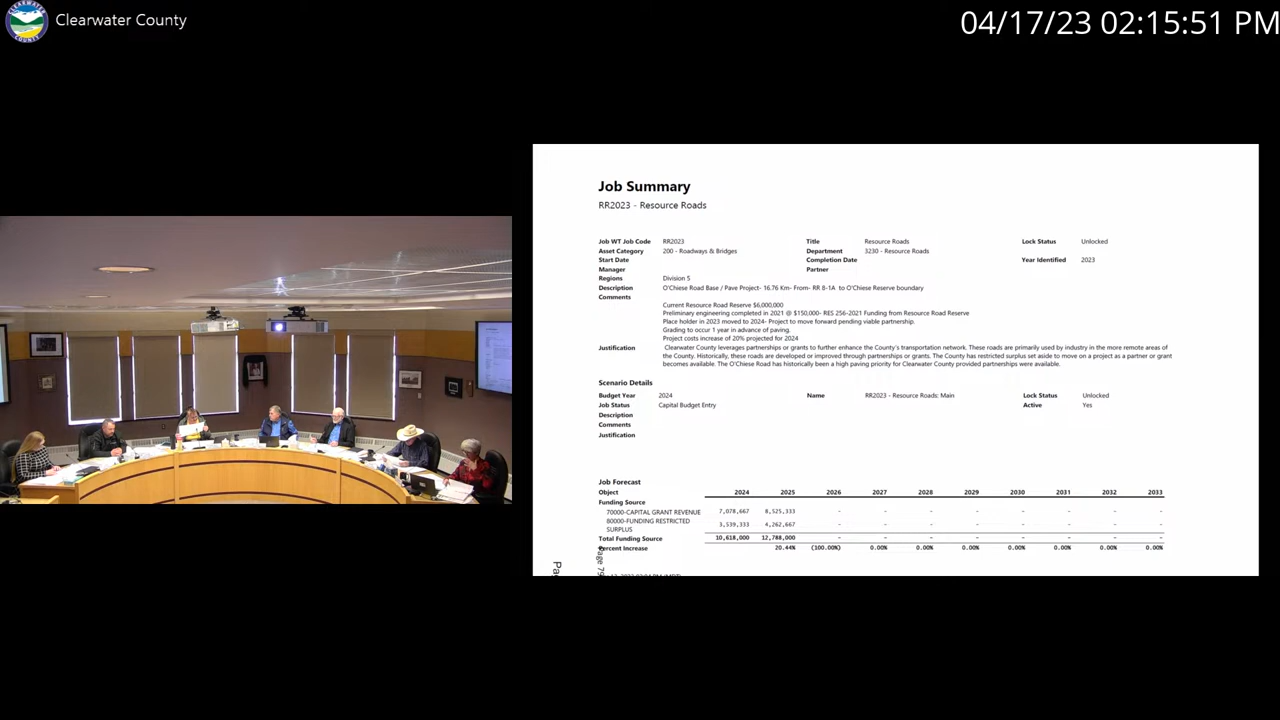 Clearwater County
04/17/23 02:15:51 PM
CLEARWATER
COUNTY
Job Summary
RR2023 - Resource Roads
Job WT Job Code RR2023 Title Resource Roads Lock Status Unlocked
Asset Category 200 - Roadways & Bridges Department 3230 - Resource Roads
Start Date Completion Date Year Identified 2023
Manager Partner
Regions Division 5
Description O'Chiese Road Base / Pave Project- 16.76 Km- From- RR 8-1A to O'Chiese Reserve boundary
Comments
Current Resource Road Reserve $6,000,000
Preliminary engineering completed in 2021 @ $150,000- RES 256-2021 Funding from Resource Road Reserve
Place holder in 2023 moved to 2024- Project to move forward pending viable partnership.
Grading to occur 1 year in advance of paving.
Project costs increase of 20% projected for 2024
Justification Clearwater County leverages partnerships or grants to further enhance the County's transportation network. These roads are primarily used by industry in the more remote areas of
the County. Historically, these roads are developed or improved through partnerships or grants. The County has restricted surplus set aside to move on a project as a partner or grant
becomes available. The O'Chiese Road has historically been a high paving priority for Clearwater County provided partnerships were available.
Scenario Details
Budget Year 2024 Name RR2023 - Resource Roads: Main Lock Status Unlocked
Job Status Capital Budget Entry Active Yes
Description
Comments
Justification
Job Forecast
Object 2024 2025 2026 2027 2028 2029 2030 2031 2032 2033
Funding Source
70000-CAPITAL GRANT REVENUE 7,078,667 8,525,333 - - - - - - - -
80000-FUNDING RESTRICTED
SURPLUS 3,539,333 4,262,667 - - - - - - - -
Total Funding Source 10,618,000 12,788,000 - - - - - - - -
Percent Increase 20.44% (100.00%) 0.00% 0.00% 0.00% 0.00% 0.00% 0.00% 0.00%
Page 79